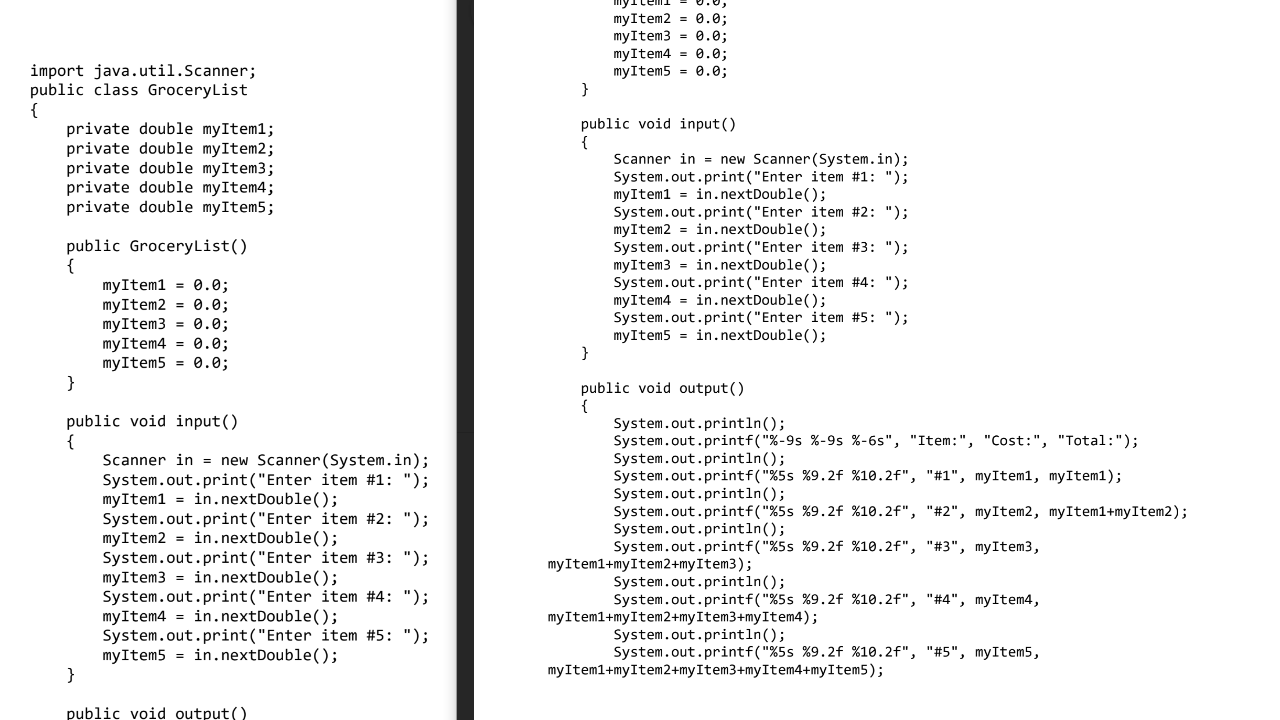 import java.util.Scanner;
public class GroceryList
{
    private double myItem1;
    private double myItem2;
    private double myItem3;
    private double myItem4;
    private double myItem5;

    public GroceryList()
    {
        myItem1 = 0.0;
        myItem2 = 0.0;
        myItem3 = 0.0;
        myItem4 = 0.0;
        myItem5 = 0.0;
    }

    public void input()
    {
        Scanner in = new Scanner(System.in);
        System.out.print("Enter item #1: ");
        myItem1 = in.nextDouble();
        System.out.print("Enter item #2: ");
        myItem2 = in.nextDouble();
        System.out.print("Enter item #3: ");
        myItem3 = in.nextDouble();
        System.out.print("Enter item #4: ");
        myItem4 = in.nextDouble();
        System.out.print("Enter item #5: ");
        myItem5 = in.nextDouble();
    }

    public void output()
        myItem1 = 0.0;
        myItem2 = 0.0;
        myItem3 = 0.0;
        myItem4 = 0.0;
        myItem5 = 0.0;
    }

    public void input()
    {
        Scanner in = new Scanner(System.in);
        System.out.print("Enter item #1: ");
        myItem1 = in.nextDouble();
        System.out.print("Enter item #2: ");
        myItem2 = in.nextDouble();
        System.out.print("Enter item #3: ");
        myItem3 = in.nextDouble();
        System.out.print("Enter item #4: ");
        myItem4 = in.nextDouble();
        System.out.print("Enter item #5: ");
        myItem5 = in.nextDouble();
    }

    public void output()
    {
        System.out.println();
        System.out.printf("%-9s %-9s %-6s", "Item:", "Cost:", "Total:");
        System.out.println();
        System.out.printf("%5s %9.2f %10.2f", "#1", myItem1, myItem1);
        System.out.println();
        System.out.printf("%5s %9.2f %10.2f", "#2", myItem2, myItem1+myItem2);
        System.out.println();
        System.out.printf("%5s %9.2f %10.2f", "#3", myItem3,
myItem1+myItem2+myItem3);
        System.out.println();
        System.out.printf("%5s %9.2f %10.2f", "#4", myItem4,
myItem1+myItem2+myItem3+myItem4);
        System.out.println();
        System.out.printf("%5s %9.2f %10.2f", "#5", myItem5,
myItem1+myItem2+myItem3+myItem4+myItem5);